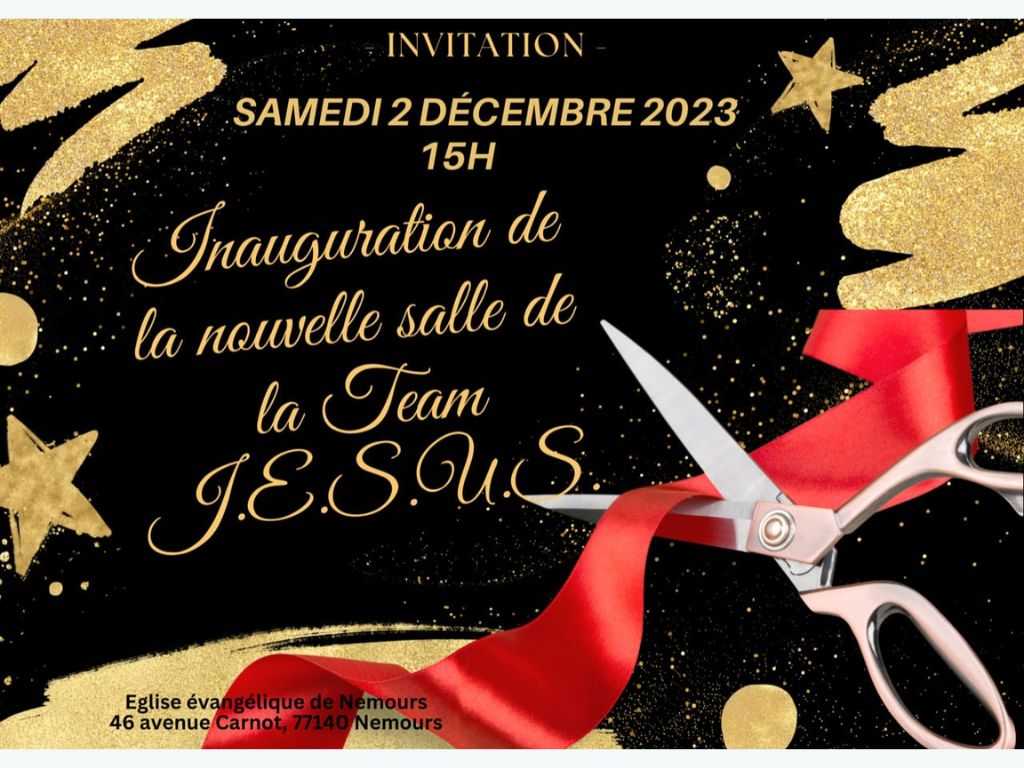 - INVITATION -
SAMEDI 2 DÉCEMBRE 2023
15H
Inauguration de
la nouvelle salle de
la Team
J.E.S.U.S.
Eglise évangélique de Nemours
46 avenue Carnot, 77140 Nemours